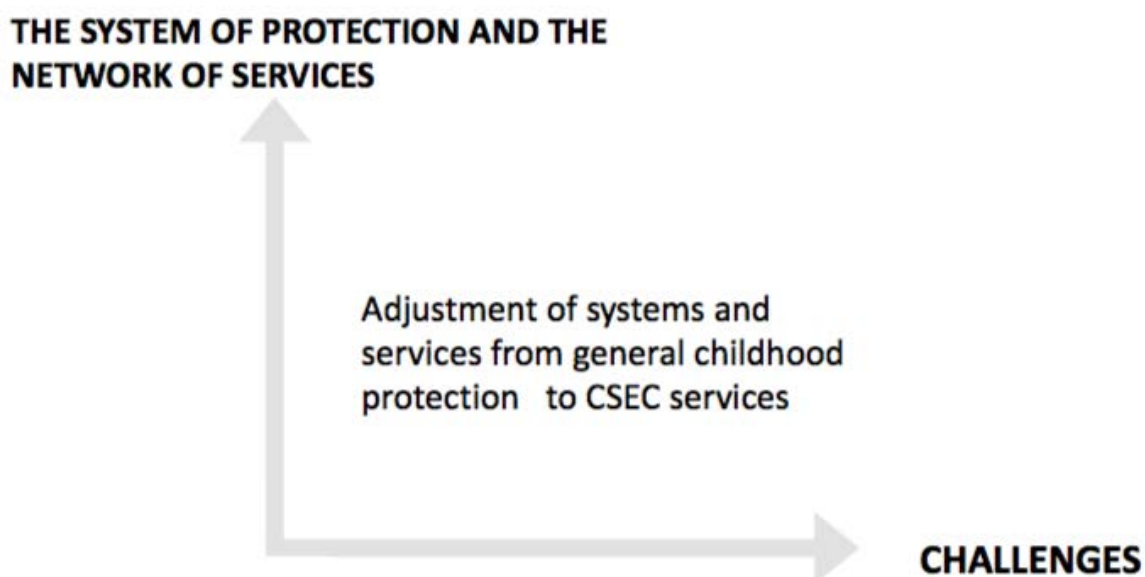 THE SYSTEM OF PROTECTION AND THE
NETWORK OF SERVICES
Adjustment of systems and
services from general childhood
protection to CSEC services
CHALLENGES